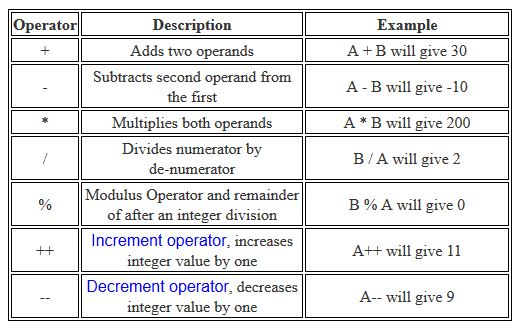 Operator Description Example
+ Adds two operands A + B will give 30
- Subtracts second operand from the first A - B will give -10
* Multiplies both operands A * B will give 200
/ Divides numerator by de-numerator B / A will give 2
% Modulus Operator and remainder of after an integer division B % A will give 0
++ Increment operator, increases integer value by one A++ will give 11
-- Decrement operator, decreases integer value by one A-- will give 9